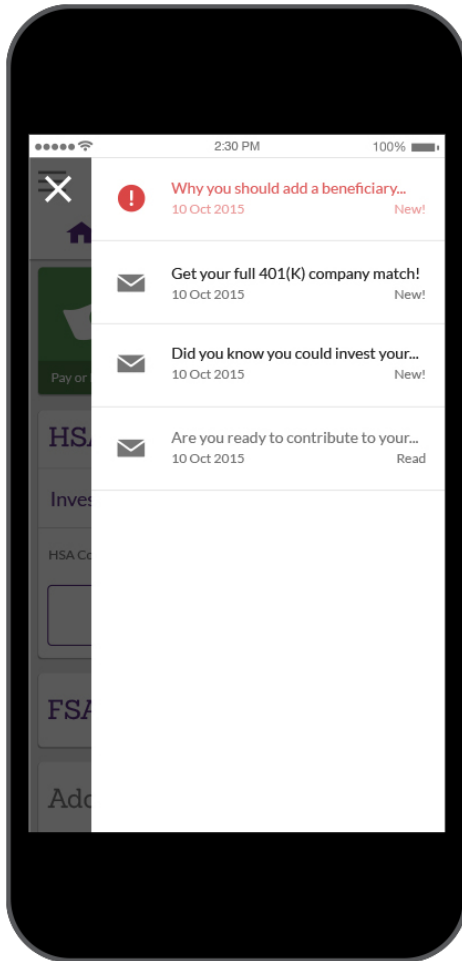 2:30 PM
100%
Why you should add a beneficiary...
10 Oct 2015 New!
Get your full 401(K) company match!
10 Oct 2015 New!
Did you know you could invest your...
10 Oct 2015 New!
Are you ready to contribute to your...
10 Oct 2015 Read
Pay or
HSA
Inves
HSA Co
FSA
Add